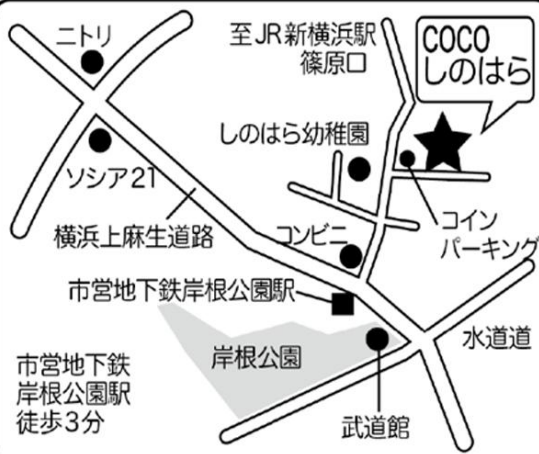 ニトリ
至JR新横浜駅
篠原口
COCO
しのはら
しのはら幼稚園
ソシア21
コイン
パーキング
横浜上麻生道路
コンビニ
市営地下鉄岸根公園駅
水道道
岸根公園
市営地下鉄
岸根公園駅
徒歩3分
武道館